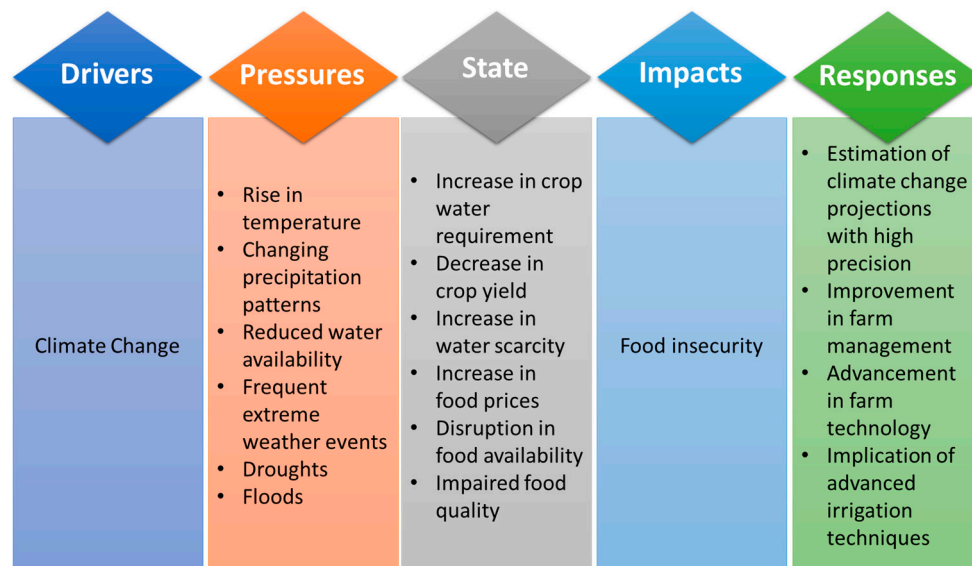 Drivers
Pressures
State
Impacts
Responses
Climate Change
• Rise in
temperature
• Changing
precipitation
patterns
• Reduced water
availability
• Frequent
extreme
weather events
• Droughts
• Floods
• Increase in crop
water
requirement
• Decrease in
crop yield
• Increase in
water scarcity
• Increase in
food prices
• Disruption in
food availability
• Impaired food
quality
Food insecurity
• Estimation of
climate change
projections
with high
precision
• Improvement
in farm
management
• Advancement
in farm
technology
• Implication of
advanced
irrigation
techniques